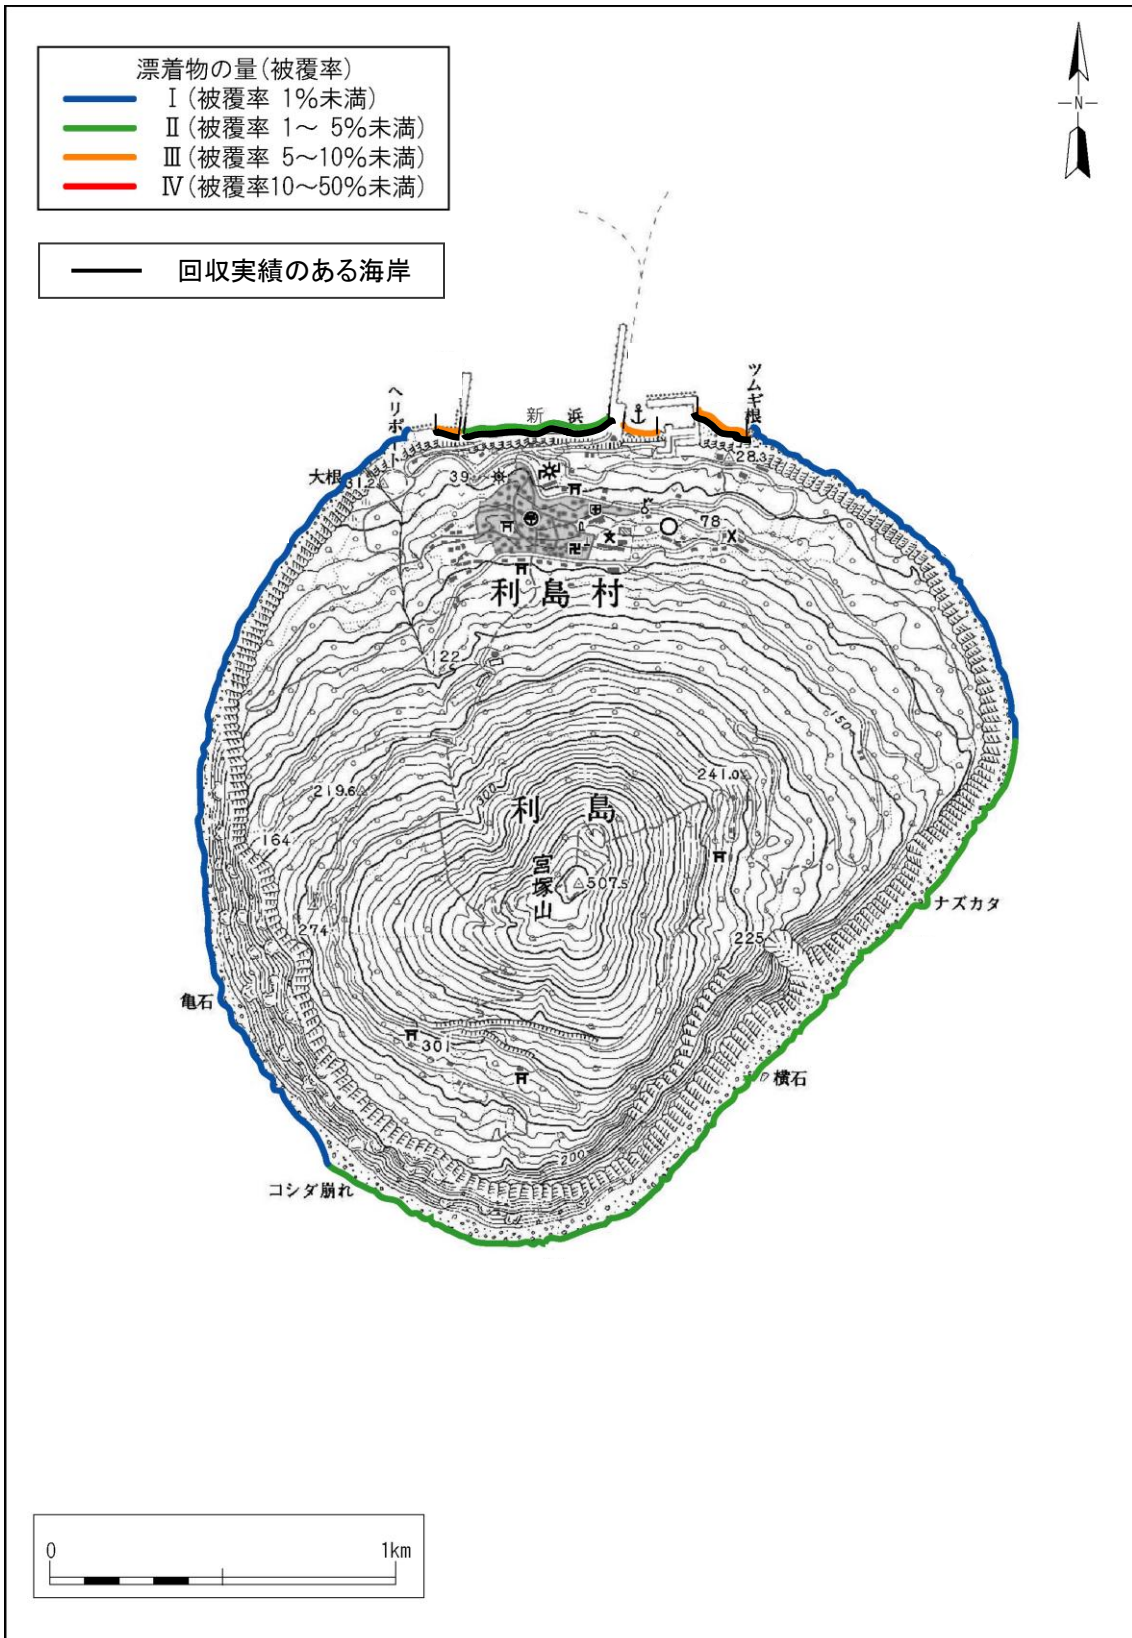 漂着物の量(被覆率)
Ⅰ(被覆率 1%未満)
Ⅱ(被覆率 1〜 5%未満)
Ⅲ(被覆率 5〜10%未満)
Ⅳ(被覆率10〜50%未満)
N
回収実績のある海岸
ヘリポート
新 浜
ツムギ根
大根
31.2
39
28.3
78
利島村
122
150
219.6
300
241.0
利 島
164
宮塚山
507.5
ナズカタ
274
225
亀石
301
横石
200
コシダ崩れ
0 1km